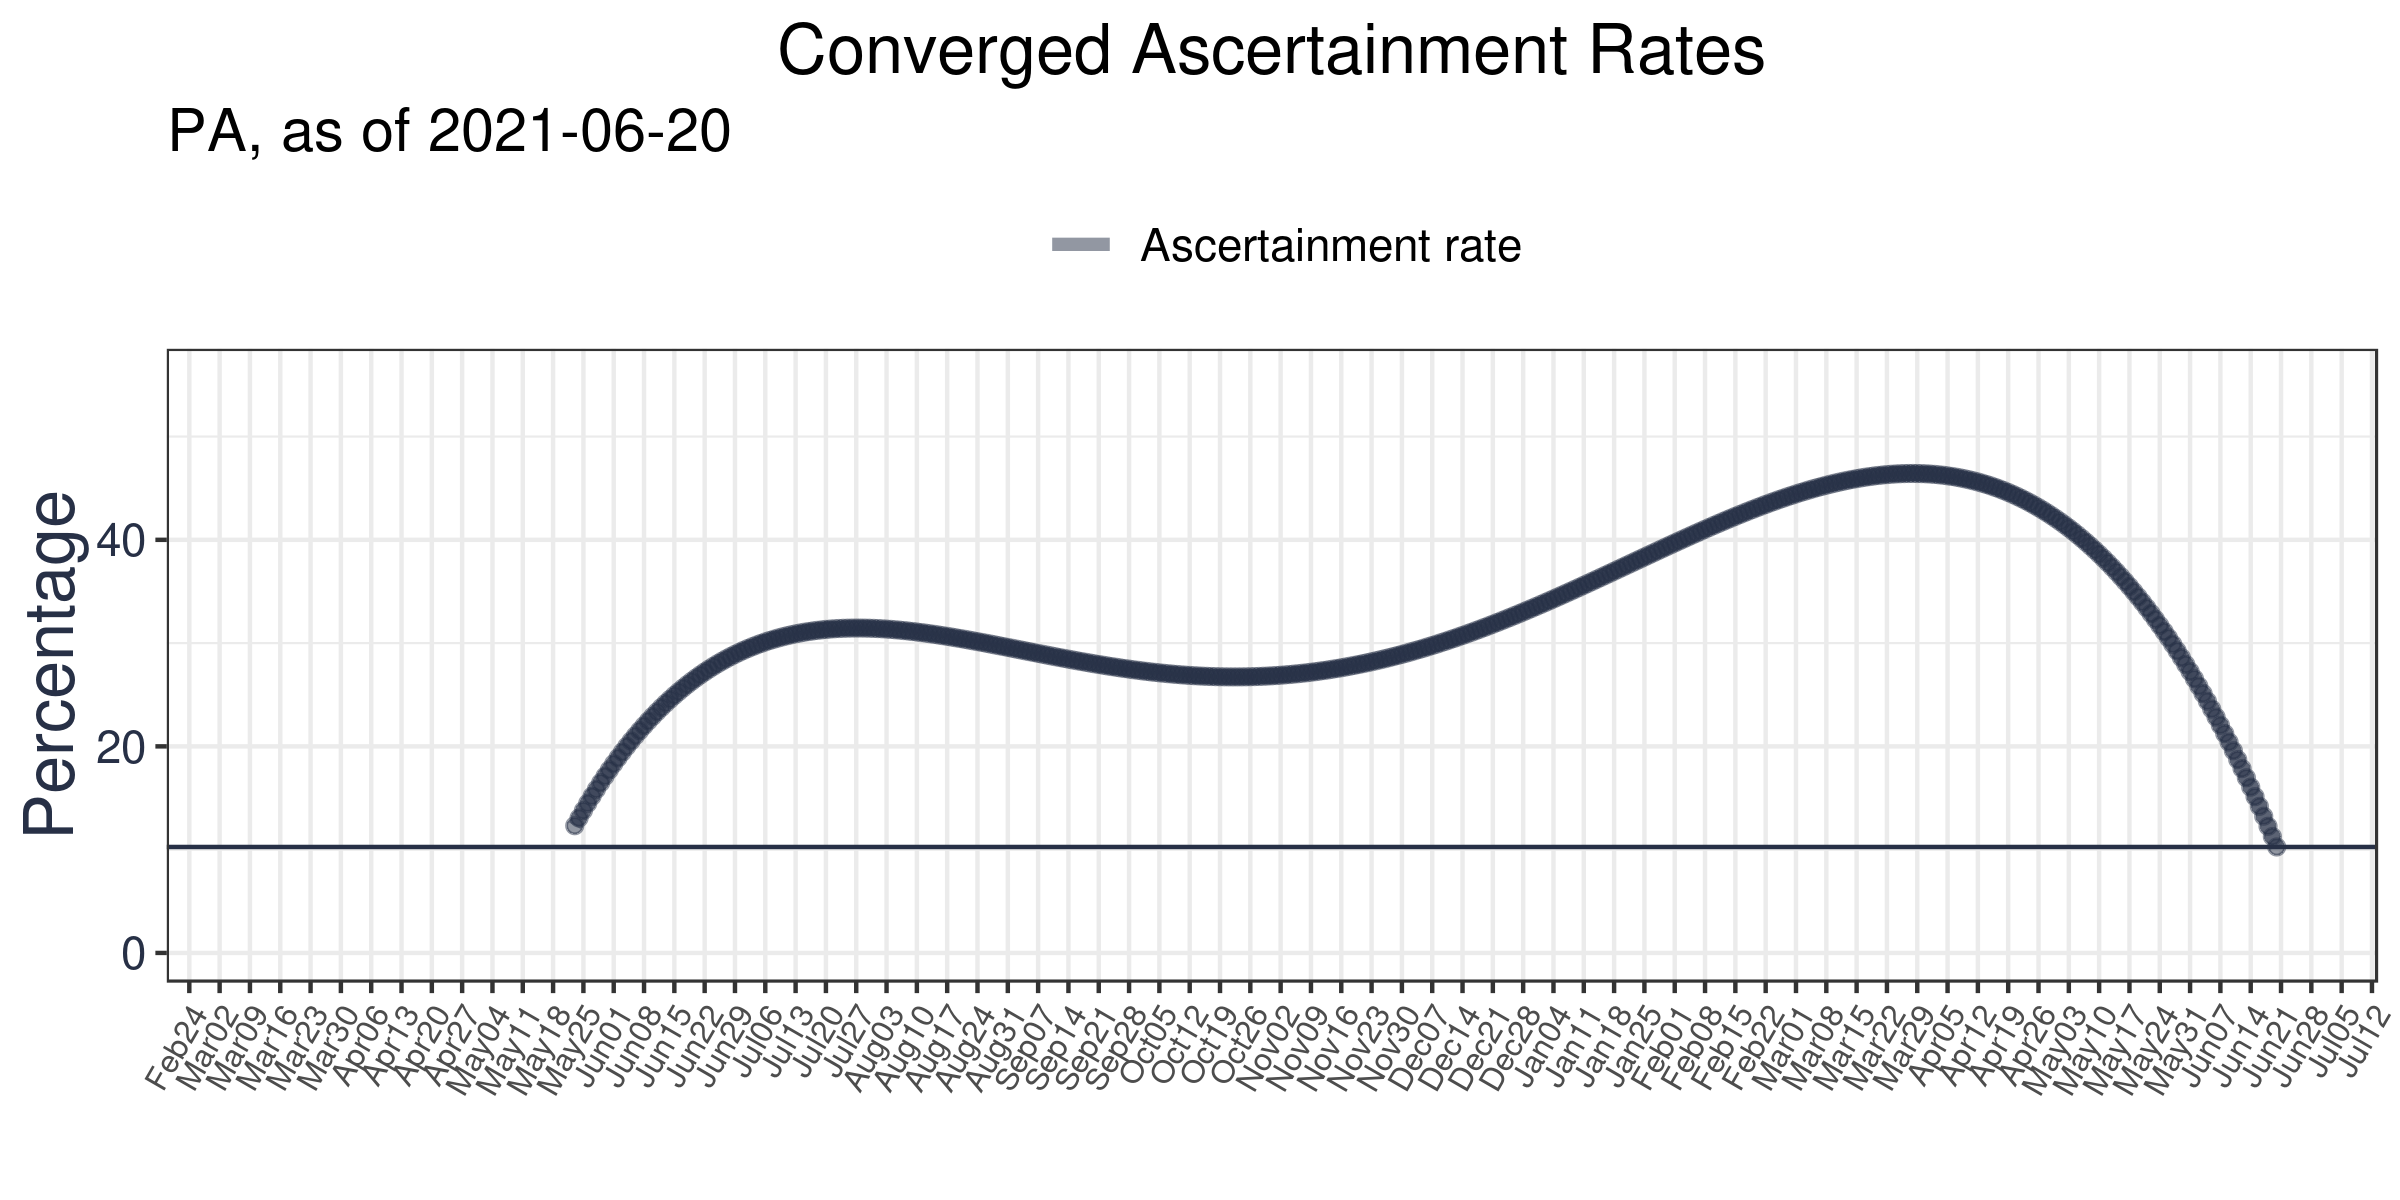 Converged Ascertainment Rates
PA, as of 2021-06-20
Ascertainment rate
Percentage
40
20
0
Feb24
Mar02
Mar09
Mar16
Mar23
Mar30
Apr06
Apr13
Apr20
Apr27
May04
May11
May18
May25
Jun01
Jun08
Jun15
Jun22
Jun29
Jul06
Jul13
Jul20
Jul27
Aug03
Aug10
Aug17
Aug24
Aug31
Sep07
Sep14
Sep21
Sep28
Oct05
Oct12
Oct19
Oct26
Nov02
Nov09
Nov16
Nov23
Nov30
Dec07
Dec14
Dec21
Dec28
Jan04
Jan11
Jan18
Jan25
Feb01
Feb08
Feb15
Feb22
Mar01
Mar08
Mar15
Mar22
Mar29
Apr05
Apr12
Apr19
Apr26
May03
May10
May17
May24
May31
Jun07
Jun14
Jun21
Jun28
Jul05
Jul12